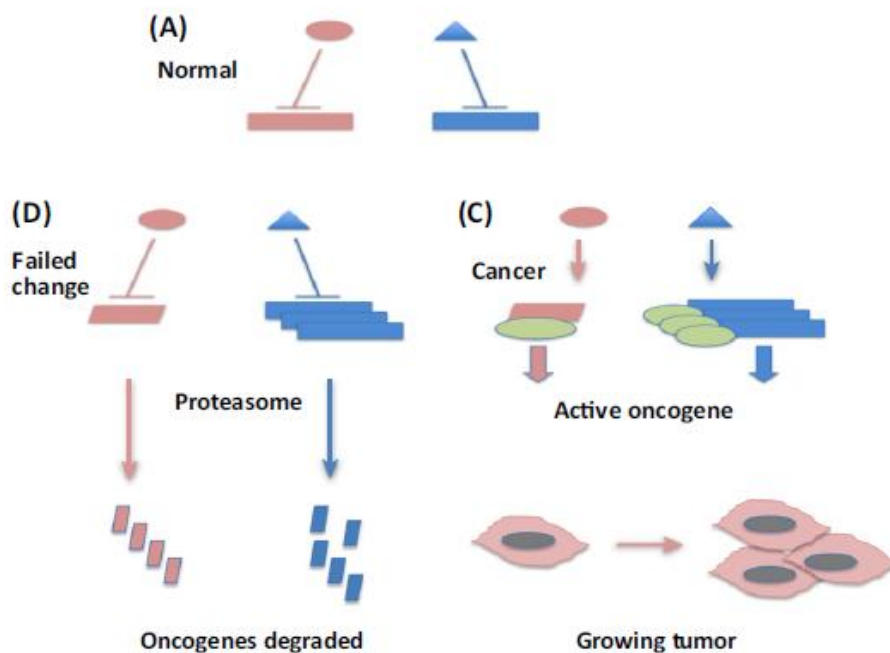 (A)
Normal
(D)
Failed
change
(C)
Cancer
Proteasome
Active oncogene
Oncogenes degraded
Growing tumor